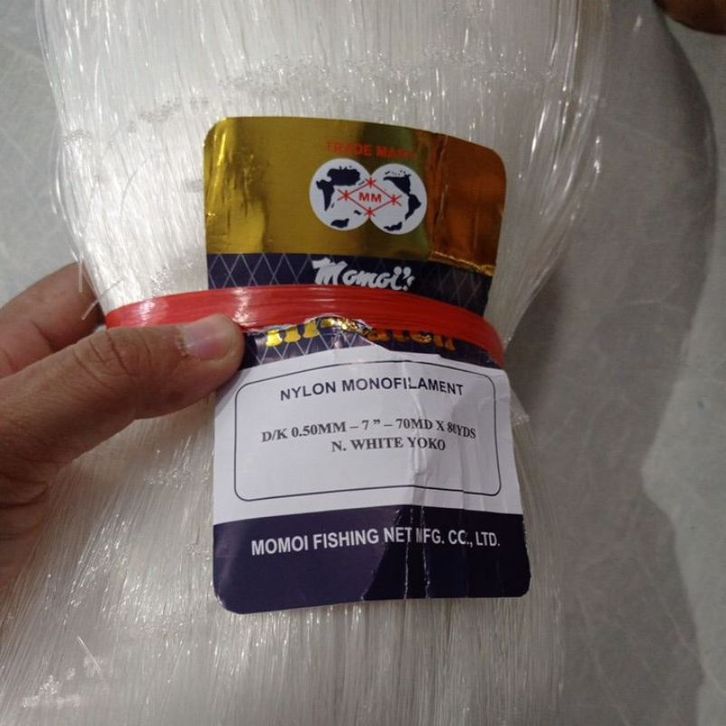 TRADE MARK
MM
Momoi's
NYLON MONOFILAMENT
D/K 0.50MM – 7 ” – 70MD X 80YDS
N. WHITE YOKO
MOMOI FISHING NET MFG. CO., LTD.